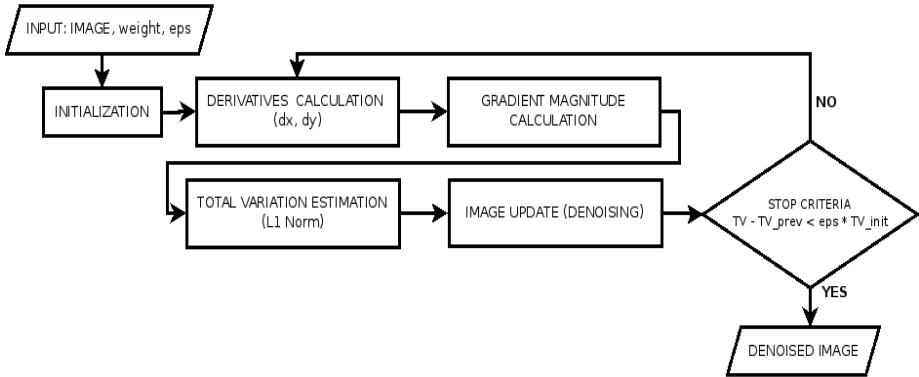 INPUT: IMAGE, weight, eps
INITIALIZATION
DERIVATIVES CALCULATION
(dx, dy)
GRADIENT MAGNITUDE
CALCULATION
NO
TOTAL VARIATION ESTIMATION
(L1 Norm)
IMAGE UPDATE (DENOISING)
STOP CRITERIA
TV - TV_prev < eps * TV_init
YES
DENOISED IMAGE